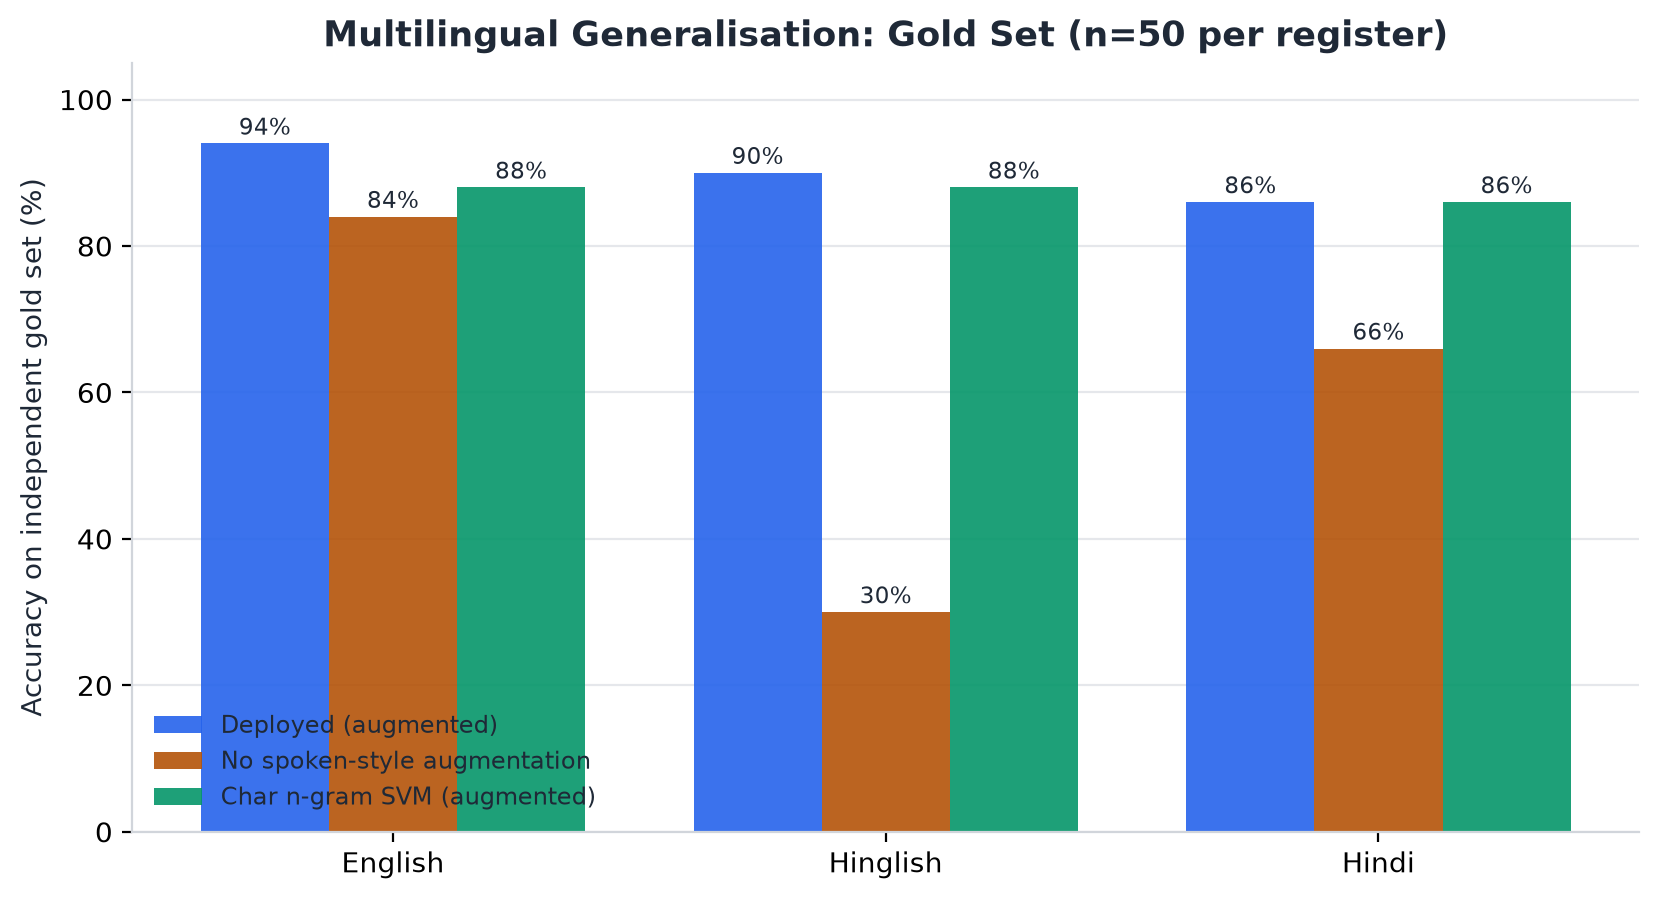 Multilingual Generalisation: Gold Set (n=50 per register)
Accuracy on independent gold set (%)
100
80
60
40
20
0
94%
84%
88%
90%
30%
88%
86%
66%
86%
Deployed (augmented)
No spoken-style augmentation
Char n-gram SVM (augmented)
English
Hinglish
Hindi